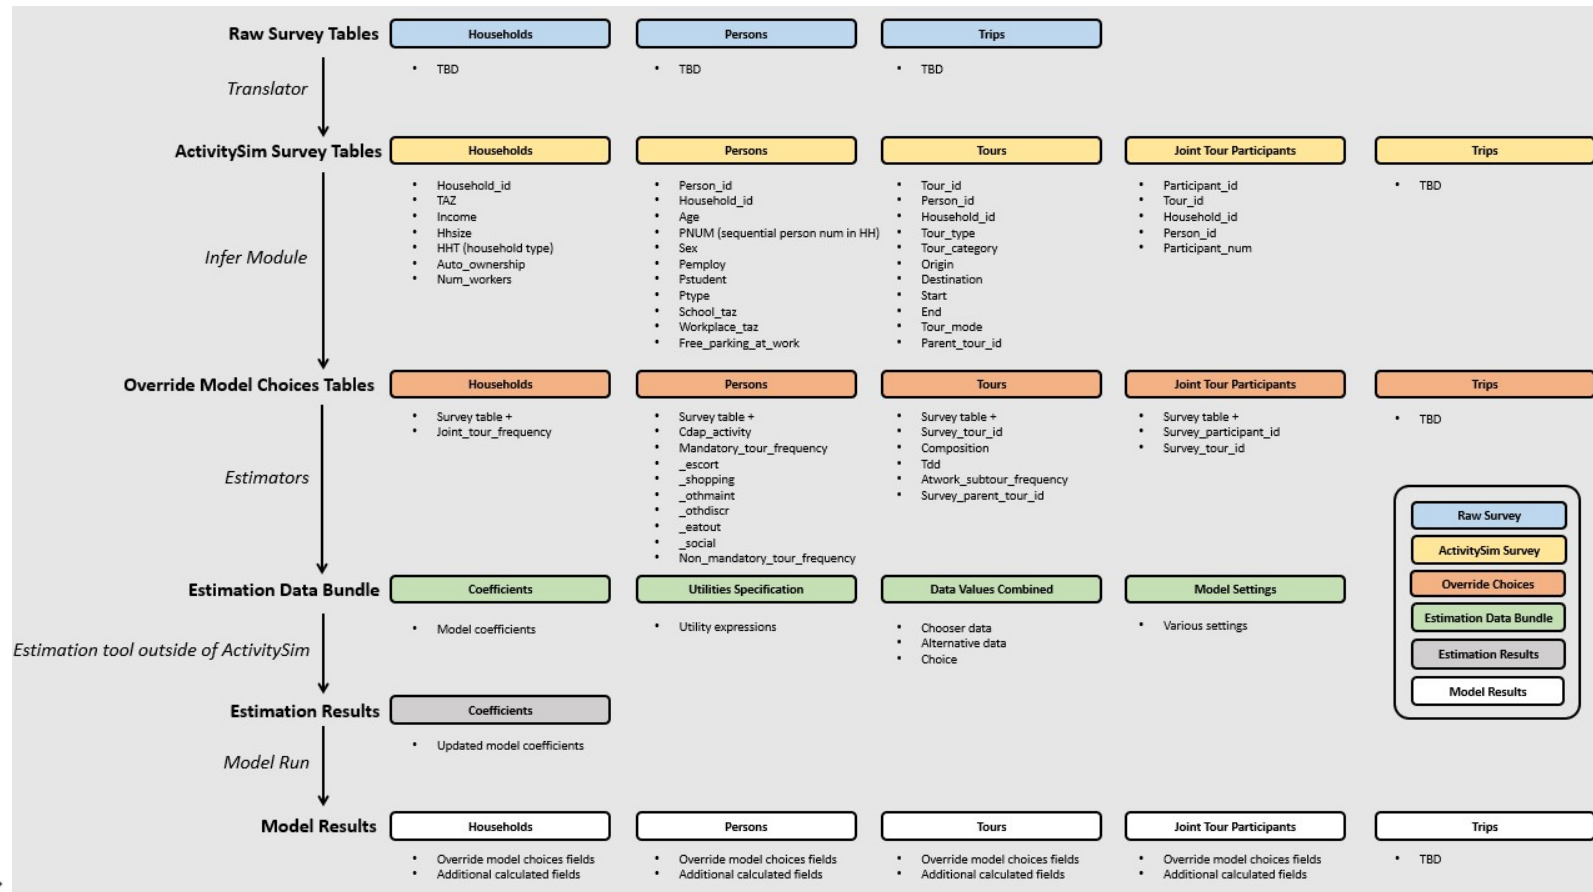 Raw Survey Tables
Households
Persons
Trips
• TBD
• TBD
• TBD
Translator
ActivitySim Survey Tables
Households
Persons
Tours
Joint Tour Participants
Trips
• Household_id
• TAZ
• Income
• Hhsize
• HHT (household type)
• Auto_ownership
• Num_workers
• Person_id
• Household_id
• Age
• PNUM (sequential person num in HH)
• Sex
• Pemploy
• Pstudent
• Ptype
• School_taz
• Workplace_taz
• Free_parking_at_work
• Tour_id
• Person_id
• Household_id
• Tour_type
• Tour_category
• Origin
• Destination
• Start
• End
• Tour_mode
• Parent_tour_id
• Participant_id
• Tour_id
• Household_id
• Person_id
• Participant_num
• TBD
Infer Module
Override Model Choices Tables
Households
Persons
Tours
Joint Tour Participants
Trips
• Survey table +
• Joint_tour_frequency
• Survey table +
• Cdap_activity
• Mandatory_tour_frequency
• _escort
• _shopping
• _othmaint
• _othdiscr
• _eatout
• _social
• Non_mandatory_tour_frequency
• Survey table +
• Survey_tour_id
• Composition
• Tdd
• Atwork_subtour_frequency
• Survey_parent_tour_id
• Survey table +
• Survey_participant_id
• Survey_tour_id
• TBD
Estimators
Raw Survey
ActivitySim Survey
Override Choices
Estimation Data Bundle
Estimation Results
Model Results
Estimation Data Bundle
Coefficients
Utilities Specification
Data Values Combined
Model Settings
• Model coefficients
• Utility expressions
• Chooser data
• Alternative data
• Choice
• Various settings
Estimation tool outside of ActivitySim
Estimation Results
Coefficients
• Updated model coefficients
Model Run
Model Results
Households
Persons
Tours
Joint Tour Participants
Trips
• Override model choices fields
• Additional calculated fields
• Override model choices fields
• Additional calculated fields
• Override model choices fields
• Additional calculated fields
• Override model choices fields
• Additional calculated fields
• TBD